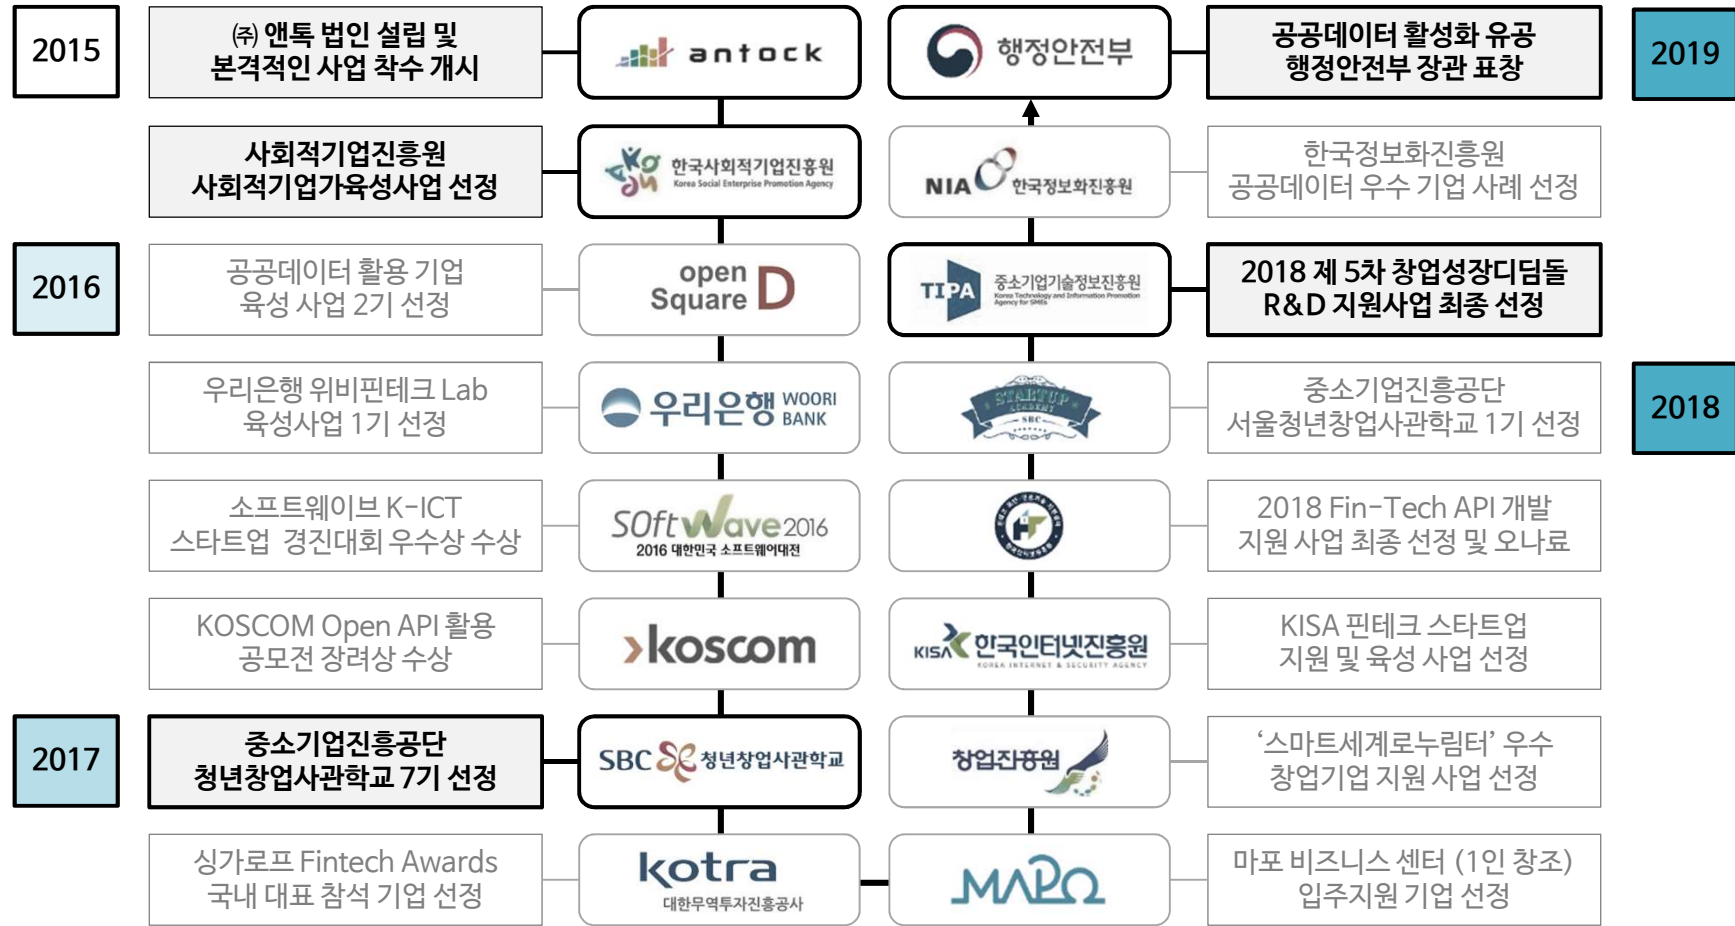 2015
㈜ 앤톡 법인 설립 및
본격적인 사업 착수 개시
antock
사회적기업진흥원
사회적기업가육성사업 선정
한국사회적기업진흥원
Korea Social Enterprise Promotion Agency
2016
공공데이터 활용 기업
육성 사업 2기 선정
open
Square D
우리은행 위비핀테크 Lab
육성사업 1기 선정
우리은행 WOORI
BANK
소프트웨이브 K-ICT
스타트업 경진대회 우수상 수상
SOftWave2016
2016 대한민국 소프트웨어대전
KOSCOM Open API 활용
공모전 장려상 수상
koscom
2017
중소기업진흥공단
청년창업사관학교 7기 선정
SBC 청년창업사관학교
싱가로프 Fintech Awards
국내 대표 참석 기업 선정
kotra
대한무역투자진흥공사
행정안전부
공공데이터 활성화 유공
행정안전부 장관 표창
2019
NIA 한국정보화진흥원
한국정보화진흥원
공공데이터 우수 기업 사례 선정
TIPA 중소기업기술정보진흥원
Korea Technology and Information Promotion
Agency for SMEs
2018 제 5차 창업성장디딤돌
R&D 지원사업 최종 선정
STARTUP
ACADEMY
SBC
중소기업진흥공단
서울청년창업사관학교 1기 선정
2018
2018 Fin-Tech API 개발
지원 사업 최종 선정 및 오나료
KISA 한국인터넷진흥원
KOREA INTERNET & SECURITY AGENCY
KISA 핀테크 스타트업
지원 및 육성 사업 선정
창업진흥원
‘스마트세계로누림터’ 우수
창업기업 지원 사업 선정
MAPO
마포 비즈니스 센터 (1인 창조)
입주지원 기업 선정